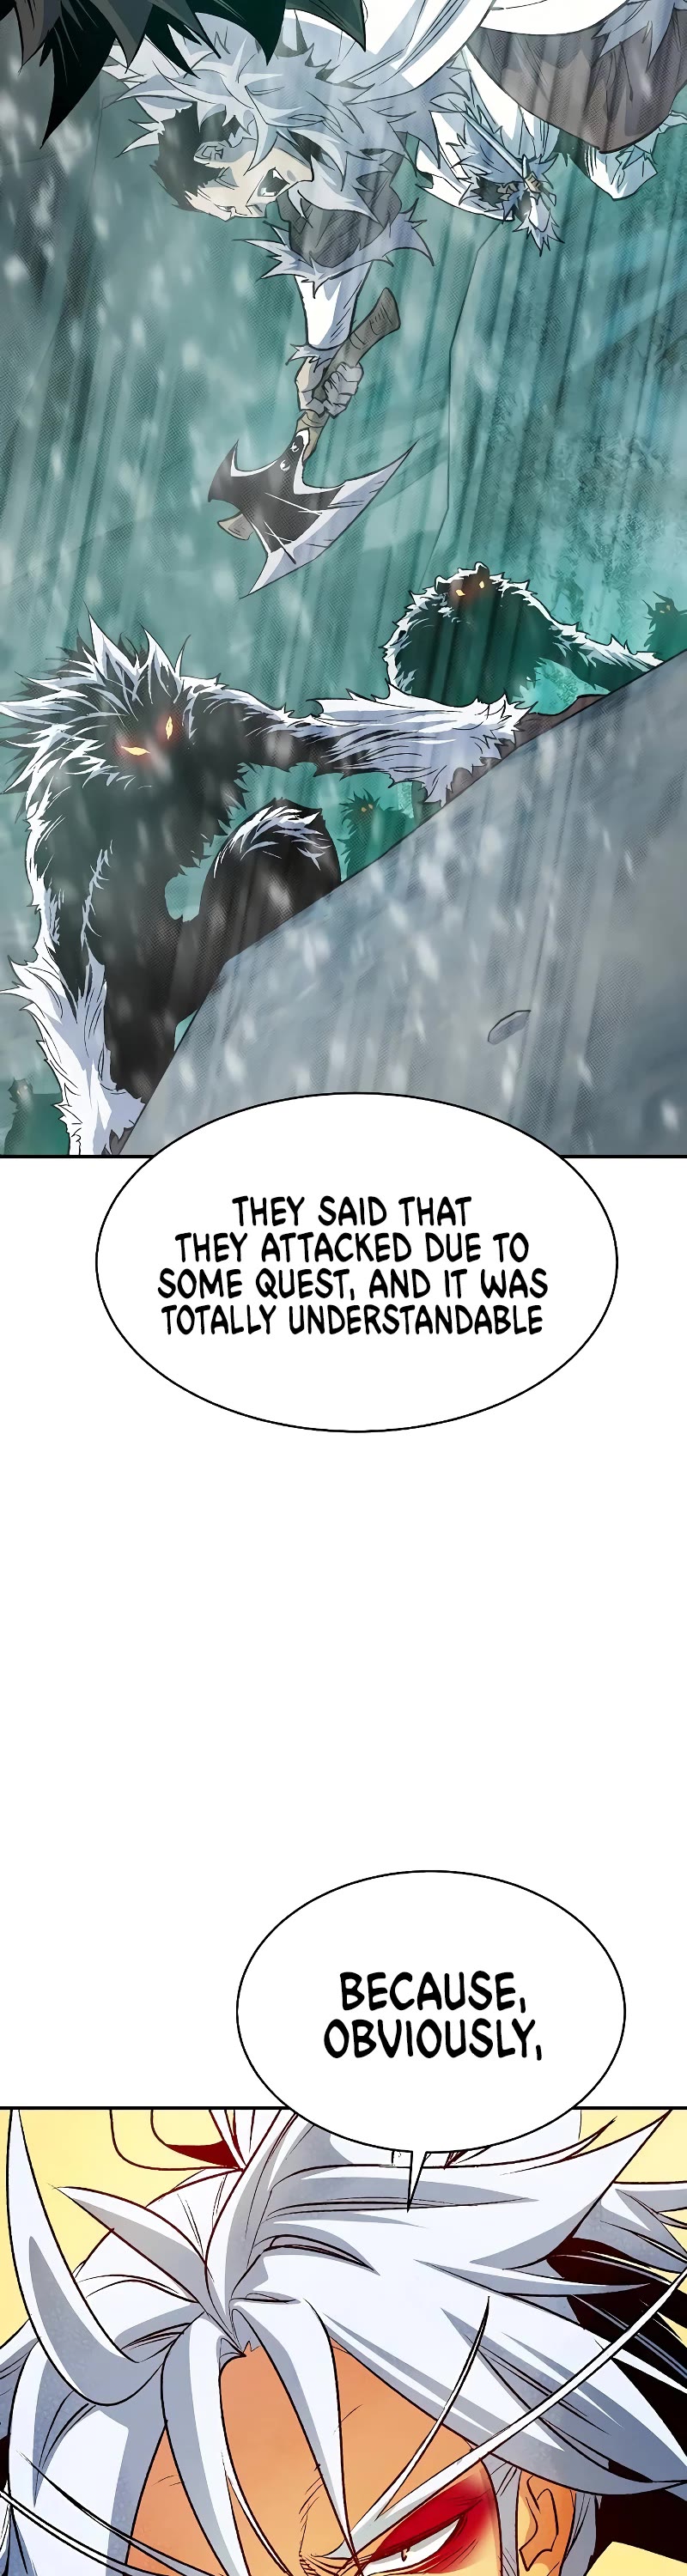 THEY SAID THAT
THEY ATTACKED DUE TO
SOME QUEST, AND IT WAS
TOTALLY UNDERSTANDABLE
BECAUSE,
OBVIOUSLY,